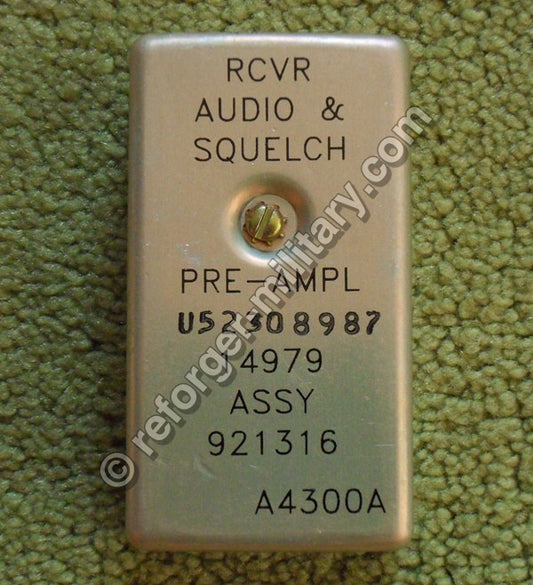 RCVR
AUDIO &
SQUELCH
PRE-AMPL
U52308987
14979
ASSY
921316
A4300A
© reforger-military.com